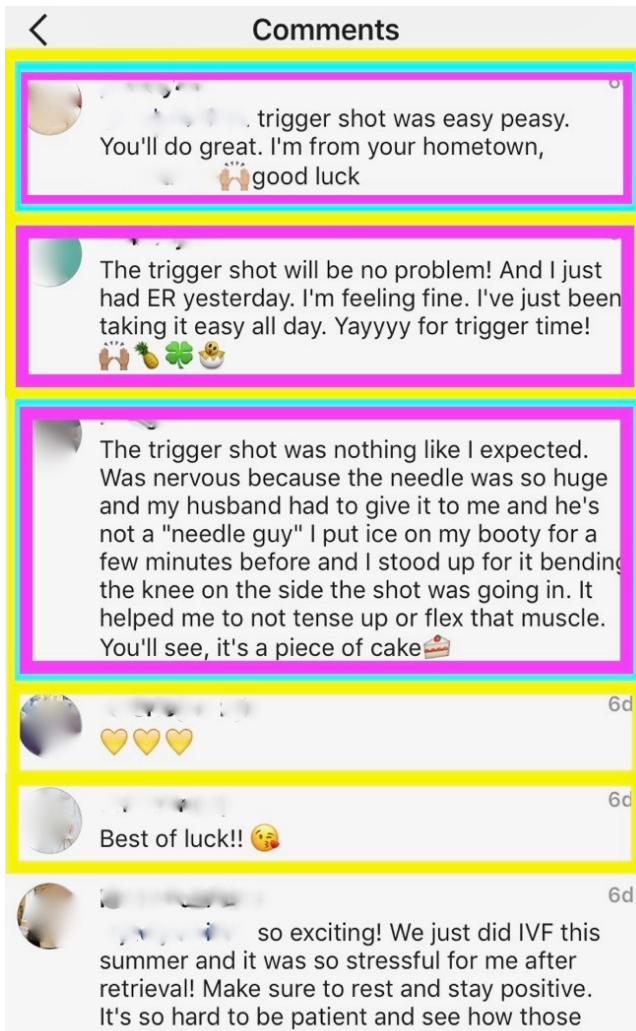 Comments
trigger shot was easy peasy.
You'll do great. I'm from your hometown,
🙌🏼good luck
The trigger shot will be no problem! And I just
had ER yesterday. I'm feeling fine. I've just been
taking it easy all day. Yayyyy for trigger time!
🙌🏼🍍🍀🐣
The trigger shot was nothing like I expected.
Was nervous because the needle was so huge
and my husband had to give it to me and he's
not a "needle guy" I put ice on my booty for a
few minutes before and I stood up for it bending
the knee on the side the shot was going in. It
helped me to not tense up or flex that muscle.
You'll see, it's a piece of cake🍰
6d
💛💛💛
6d
Best of luck!! 😘
6d
so exciting! We just did IVF this
summer and it was so stressful for me after
retrieval! Make sure to rest and stay positive.
It's so hard to be patient and see how those